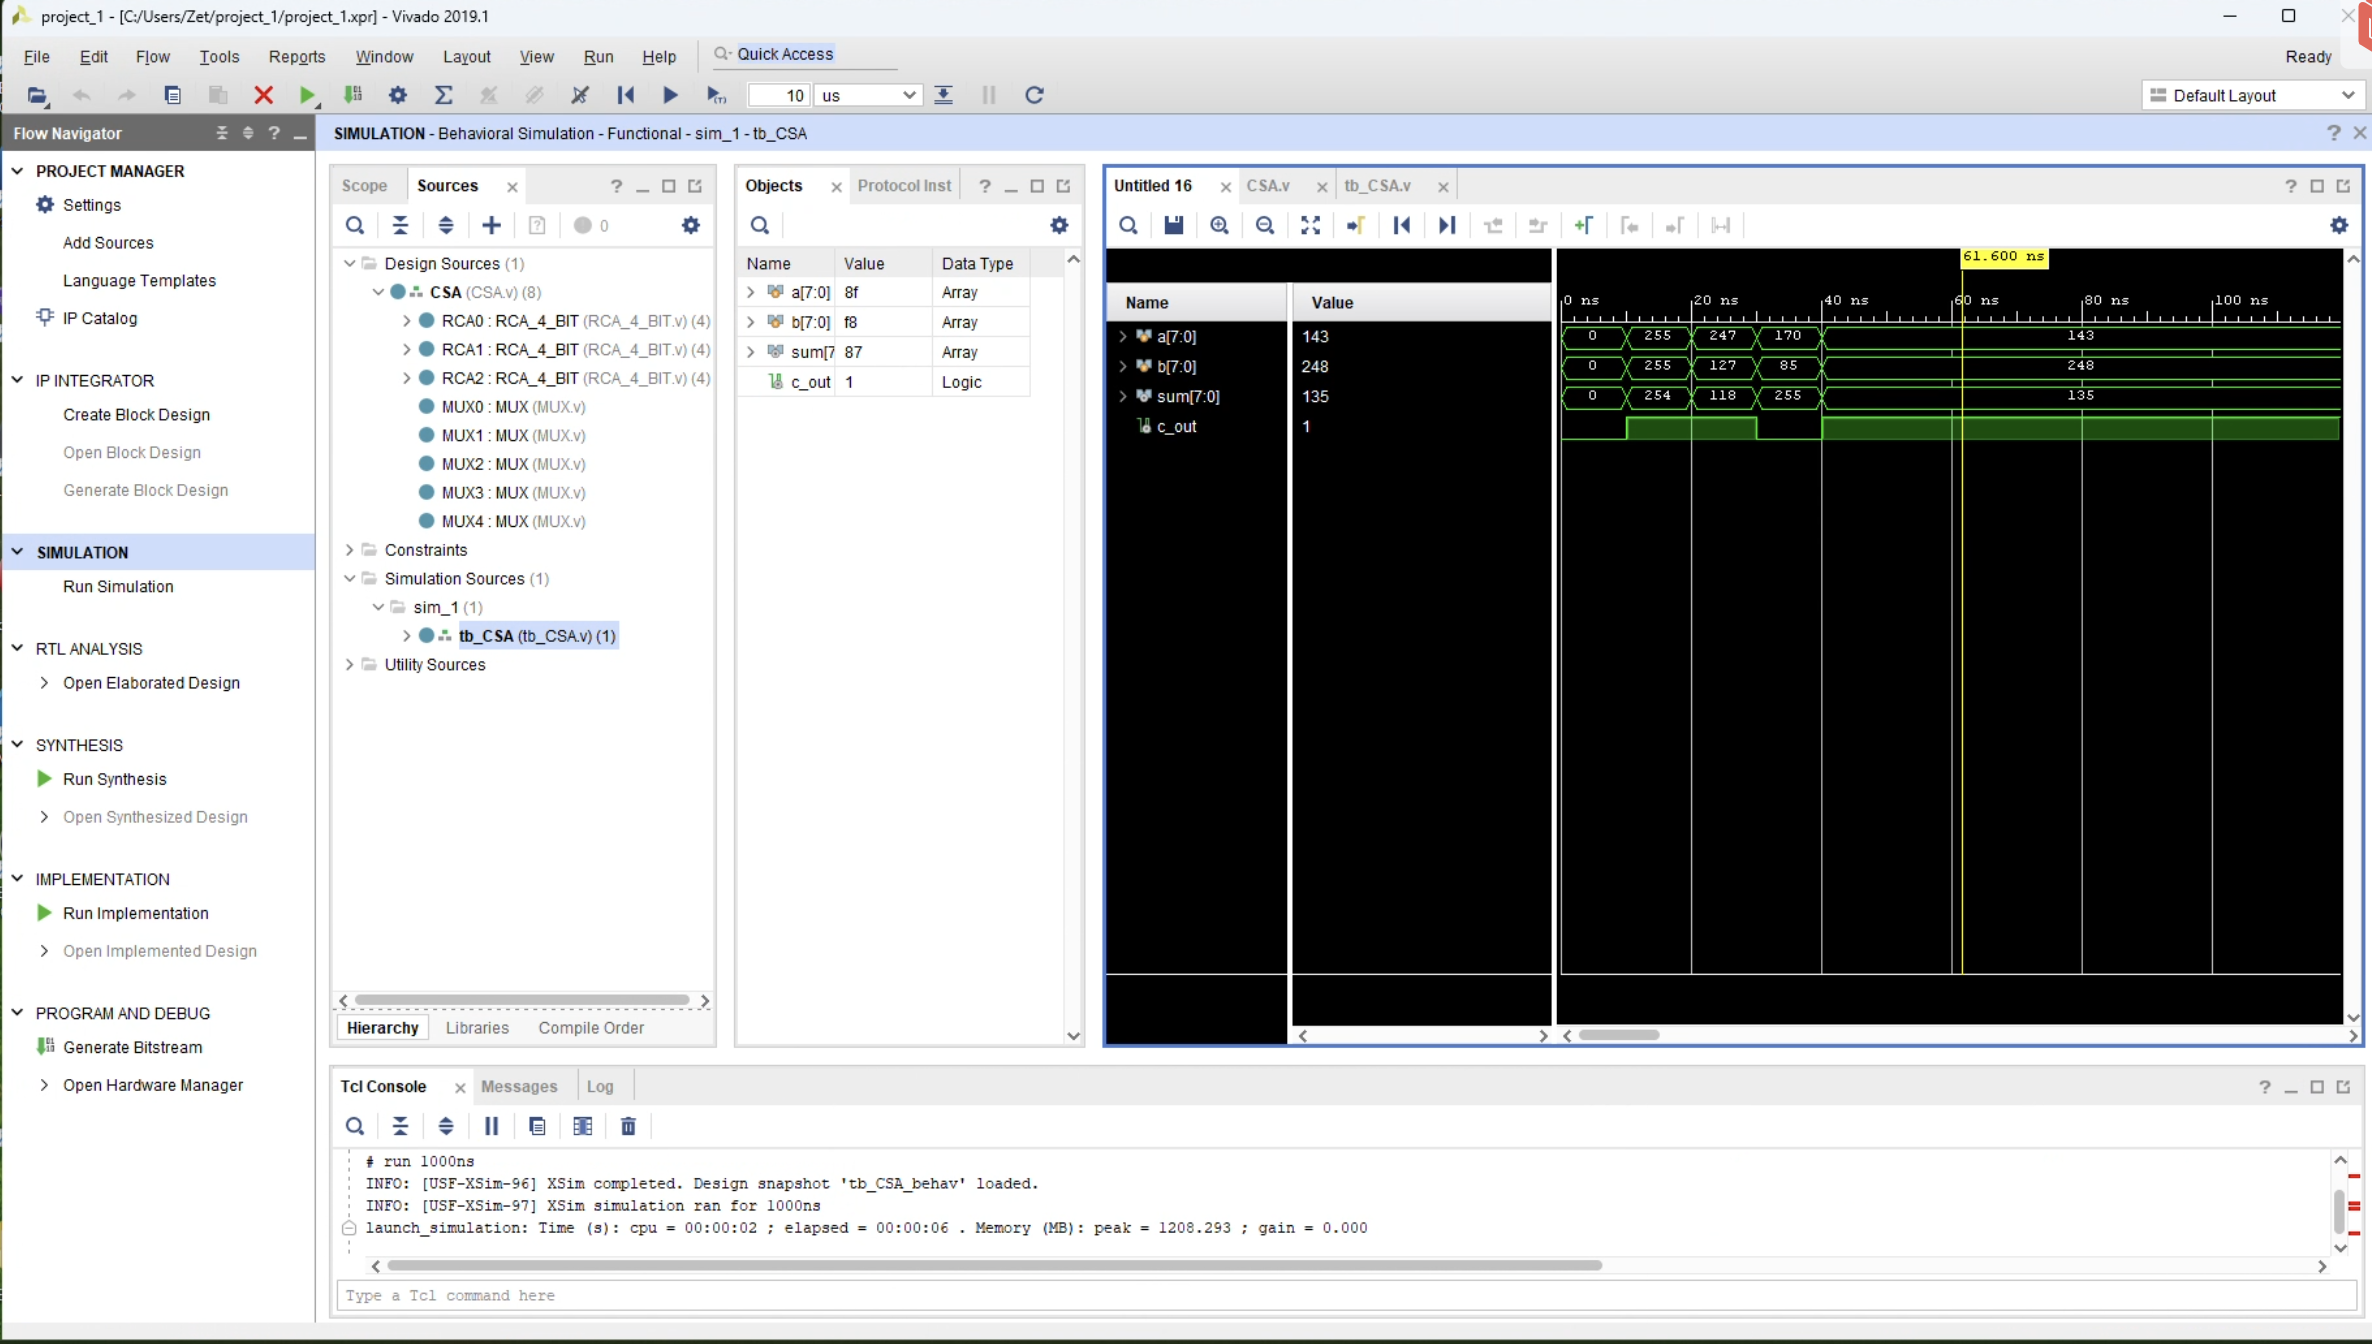 project_1 - [C:/Users/Zet/project_1/project_1.xpr] - Vivado 2019.1
File Edit Flow Tools Reports Window Layout View Run Help Quick Access Ready
10 us Default Layout
Flow Navigator
SIMULATION - Behavioral Simulation - Functional - sim_1 - tb_CSA
PROJECT MANAGER
Settings
Add Sources
Language Templates
IP Catalog
IP INTEGRATOR
Create Block Design
Open Block Design
Generate Block Design
SIMULATION
Run Simulation
RTL ANALYSIS
Open Elaborated Design
SYNTHESIS
Run Synthesis
Open Synthesized Design
IMPLEMENTATION
Run Implementation
Open Implemented Design
PROGRAM AND DEBUG
Generate Bitstream
Open Hardware Manager
Scope Sources
0
Design Sources (1)
CSA (CSA.v) (8)
RCA0 : RCA_4_BIT (RCA_4_BIT.v) (4)
RCA1 : RCA_4_BIT (RCA_4_BIT.v) (4)
RCA2 : RCA_4_BIT (RCA_4_BIT.v) (4)
MUX0 : MUX (MUX.v)
MUX1 : MUX (MUX.v)
MUX2 : MUX (MUX.v)
MUX3 : MUX (MUX.v)
MUX4 : MUX (MUX.v)
Constraints
Simulation Sources (1)
sim_1 (1)
tb_CSA (tb_CSA.v) (1)
Utility Sources
Hierarchy Libraries Compile Order
Objects Protocol Inst
Name Value Data Type
a[7:0] 8f Array
b[7:0] f8 Array
sum[7 87 Array
c_out 1 Logic
Untitled 16 CSA.v tb_CSA.v
61.600 ns
Name Value 0 ns 20 ns 40 ns 60 ns 80 ns 100 ns
a[7:0] 143 0 255 247 170 143
b[7:0] 248 0 255 127 85 248
sum[7:0] 135 0 254 118 255 135
c_out 1
Tcl Console Messages Log
# run 1000ns
INFO: [USF-XSim-96] XSim completed. Design snapshot 'tb_CSA_behav' loaded.
INFO: [USF-XSim-97] XSim simulation ran for 1000ns
launch_simulation: Time (s): cpu = 00:00:02 ; elapsed = 00:00:06 . Memory (MB): peak = 1208.293 ; gain = 0.000
Type a Tcl command here